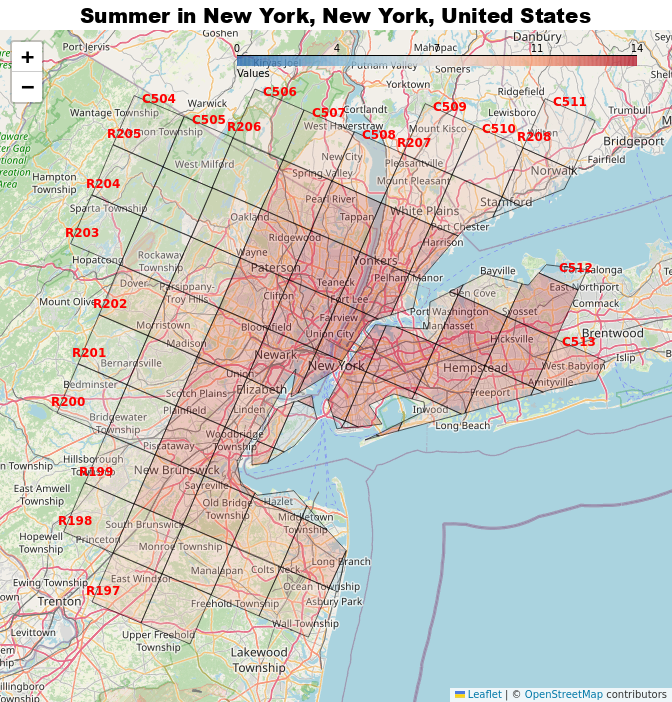 Summer in New York, New York, United States
Goshen
Danbury
Port Jervis
Mahopac
0 4 7 11 14
Kiryas Joel
Putnam Valley
Somers
Values
Yorktown
Ridgefield
C504
C506
C509
C511
Wantage Township
Warwick
C507
Cortlandt
Lewisboro
Trumbull
C505
R206
West Haverstraw
Mount Kisco
C510
R205
Vernon Township
C508
R207
R208
Wilton
Bridgeport
New City
Pleasantville
Fairfield
West Milford
Spring Valley
Norwalk
Hampton
Township
R204
Mount Pleasant
Pearl River
Stamford
Sparta Township
Oakland
Tappan
White Plains
R203
Ridgewood
Port Chester
Harrison
Hopatcong
Rockaway
Township
Wayne
Paterson
Yonkers
Bayville
C512
Teaneck
Pelham Manor
Dover
Parsippany-
Troy Hills
Glen Cove
East Northport
Mount Olive
R202
Clifton
Fort Lee
Commack
Port Washington
Syosset
Morristown
Bloomfield
Fairview
Union City
Manhasset
Brentwood
Madison
Hicksville
C513
R201
Newark
New York
Islip
Bernardsville
Union
Hempstead
West Babylon
Bedminster
Elizabeth
Amityville
Scotch Plains
Freeport
R200
Plainfield
Linden
Inwood
Bridgewater
Township
Long Beach
Woodbridge
Township
Piscataway
Hillsborough
Township
R199
New Brunswick
East Amwell
Township
Sayreville
Old Bridge
Township
Hazlet
R198
South Brunswick
Middletown
Township
Hopewell
Township
Princeton
Monroe Township
Long Branch
Ewing Township
East Windsor
Manalapan
Colts Neck
Ocean Township
R197
Trenton
Freehold Township
Asbury Park
Levittown
Upper Freehold
Township
Wall Township
Lakewood
Township
Leaflet | © OpenStreetMap contributors